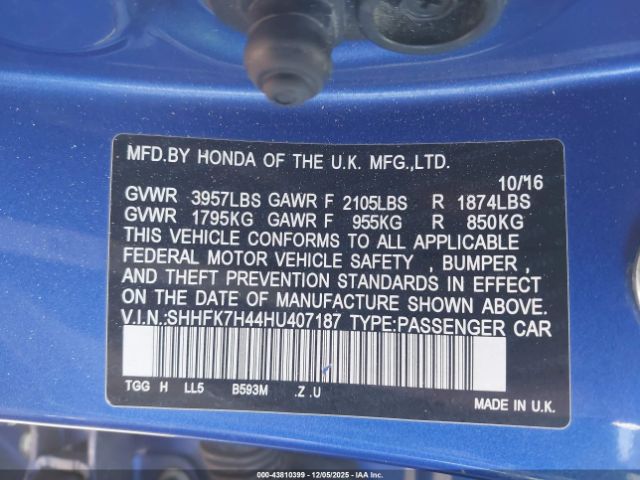 MFD.BY HONDA OF THE U.K. MFG.,LTD.
10/16
GVWR 3957LBS GAWR F 2105LBS R 1874LBS
GVWR 1795KG GAWR F 955KG R 850KG
THIS VEHICLE CONFORMS TO ALL APPLICABLE
FEDERAL MOTOR VEHICLE SAFETY , BUMPER ,
AND THEFT PREVENTION STANDARDS IN EFFECT
ON THE DATE OF MANUFACTURE SHOWN ABOVE.
V.I.N.:SHHFK7H44HU407187 TYPE:PASSENGER CAR
TGG H LL5 B593M .Z .U
MADE IN U.K.
000-43810399 - 12/05/2025 - IAAI.CA